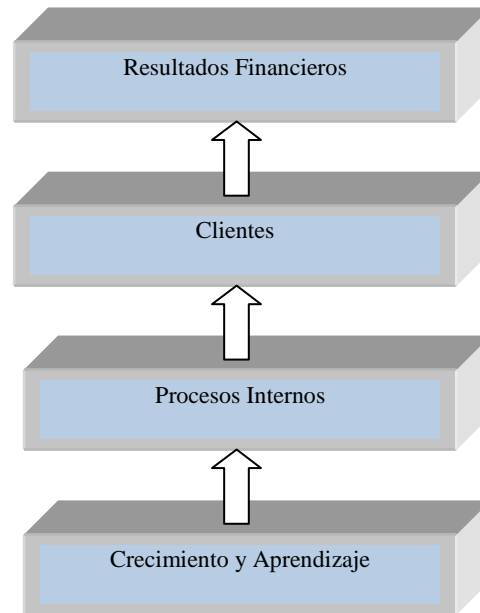 Resultados Financieros
Clientes
Procesos Internos
Crecimiento y Aprendizaje